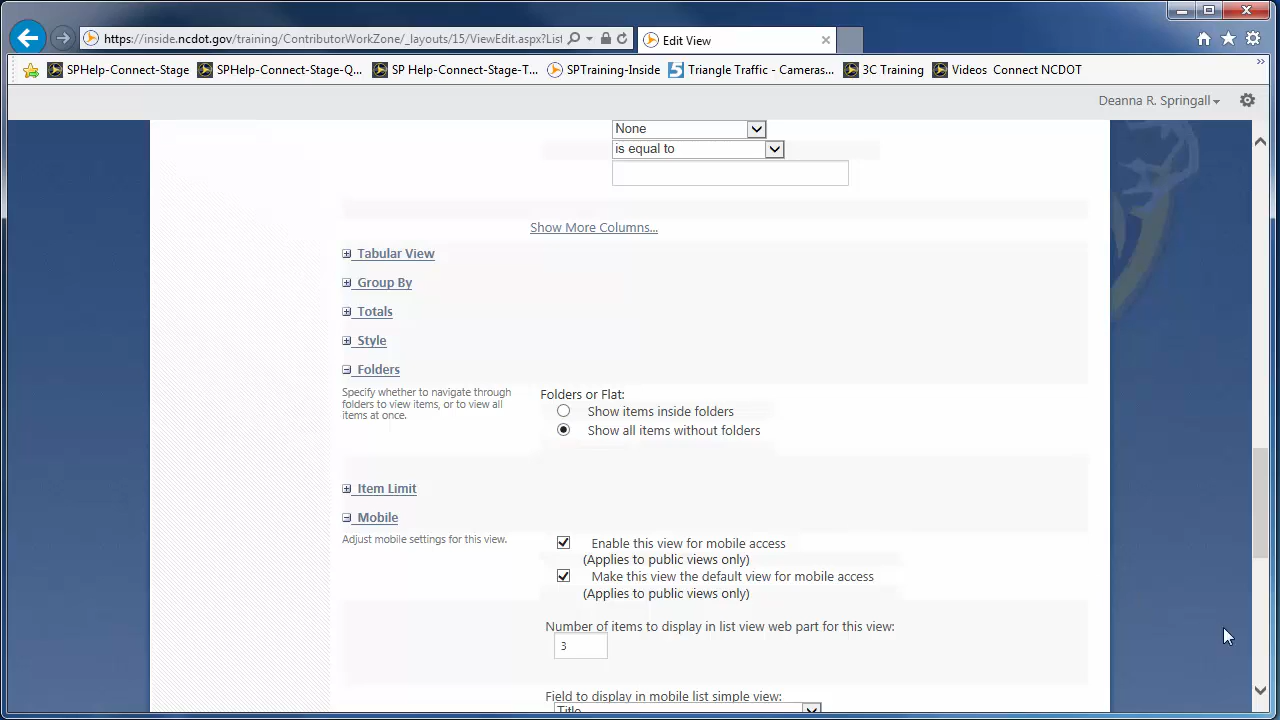 https://inside.ncdot.gov/training/ContributorWorkZone/_layouts/15/ViewEdit.aspx?List
Edit View
SPHelp-Connect-Stage
SPHelp-Connect-Stage-Q...
SP Help-Connect-Stage-T...
SPTraining-Inside
Triangle Traffic - Cameras...
3C Training
Videos Connect NCDOT
Deanna R. Springall
None
is equal to
Show More Columns...
Tabular View
Group By
Totals
Style
Folders
Specify whether to navigate through
folders to view items, or to view all
items at once.
Folders or Flat:
Show items inside folders
Show all items without folders
Item Limit
Mobile
Adjust mobile settings for this view.
Enable this view for mobile access
(Applies to public views only)
Make this view the default view for mobile access
(Applies to public views only)
Number of items to display in list view web part for this view:
3
Field to display in mobile list simple view:
Title